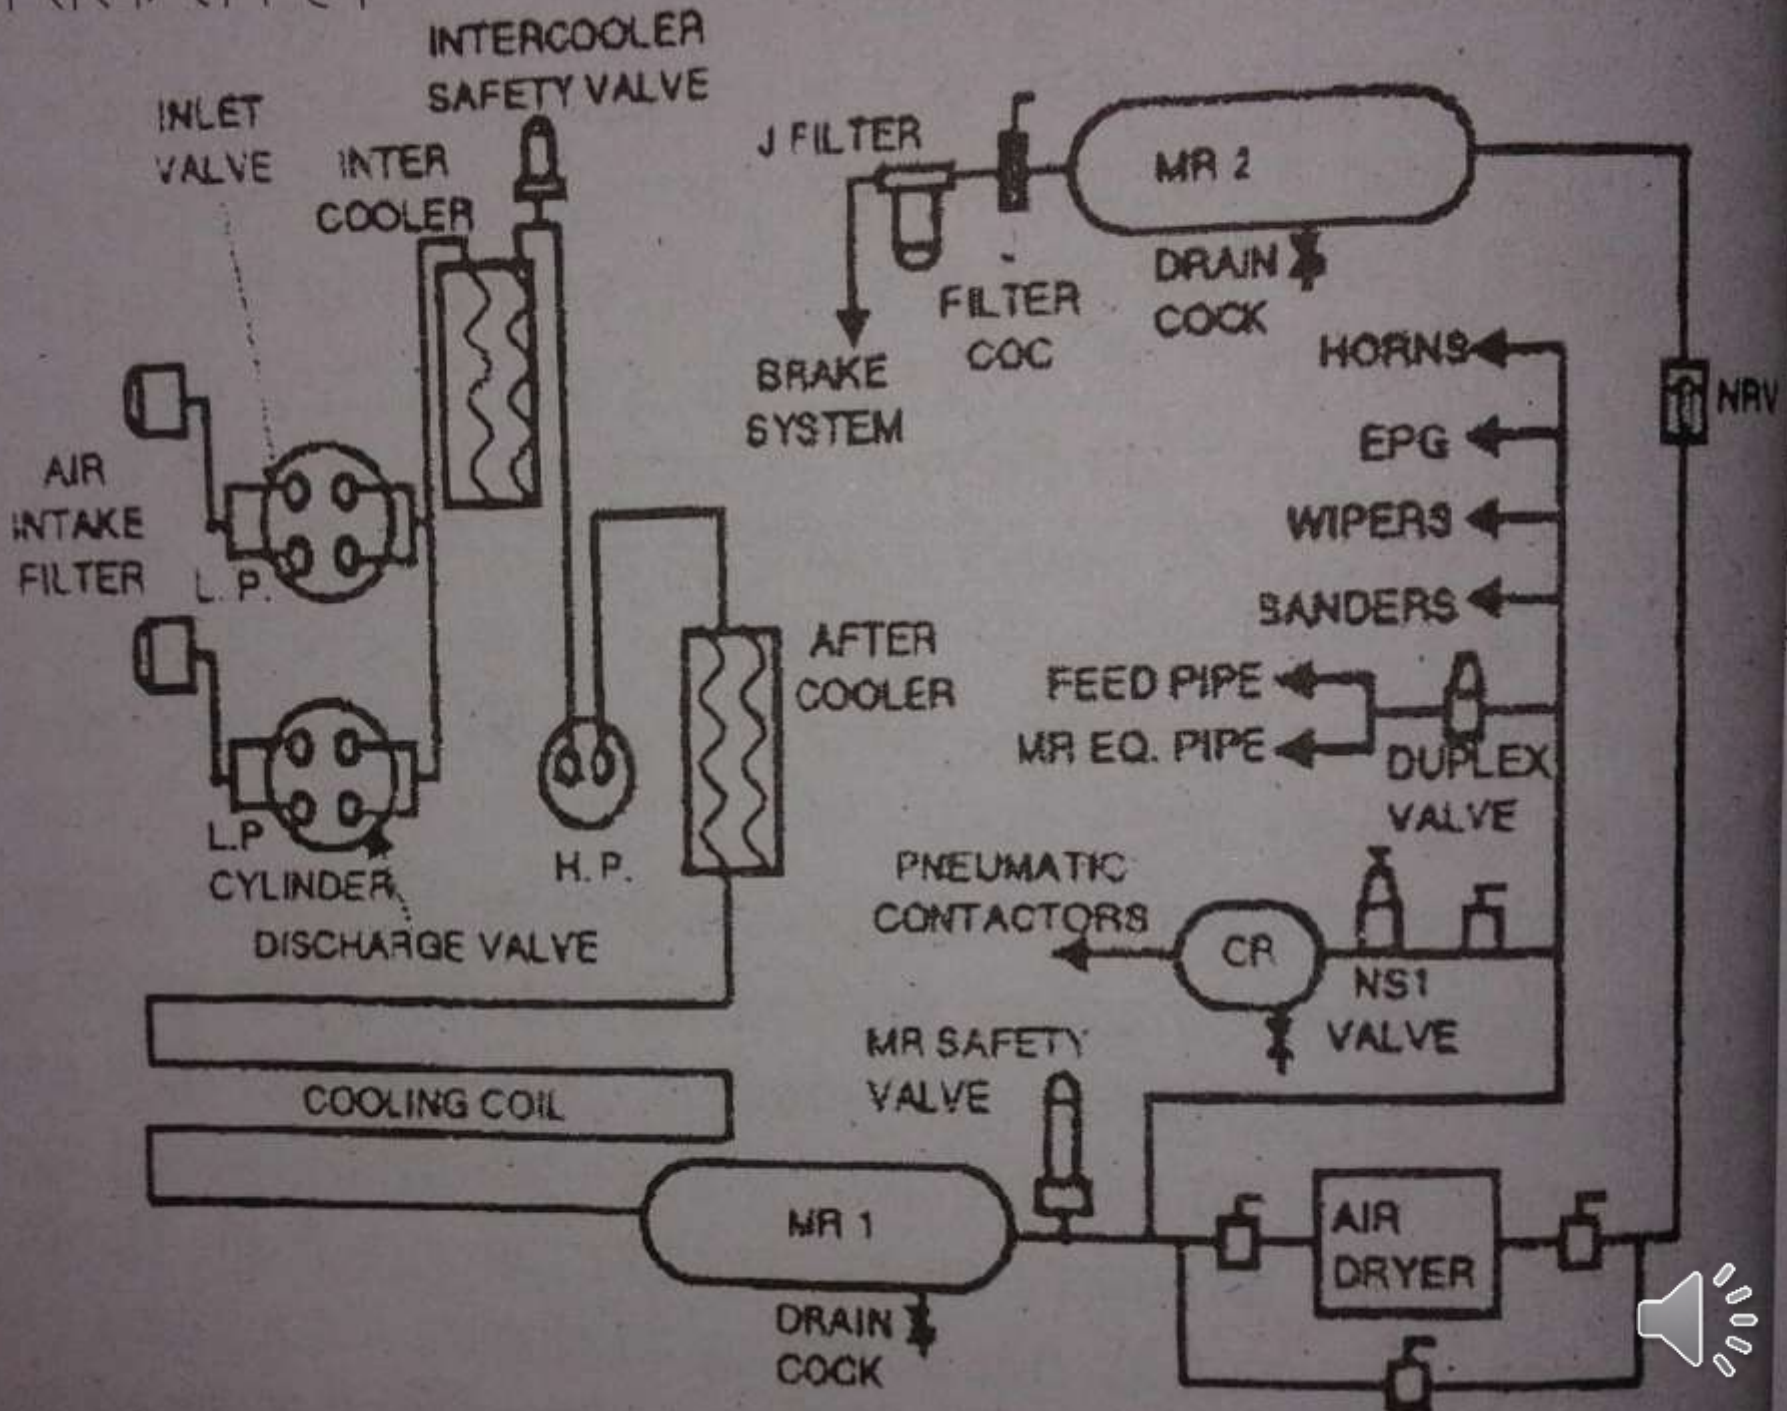 INTERCOOLER
SAFETY VALVE
INLET
VALVE
INTER
COOLER
J FILTER
MR 2
DRAIN
COCK
FILTER
COC
BRAKE
SYSTEM
HORNS
NRV
EPG
WIPERS
SANDERS
AIR
INTAKE
FILTER
L. P.
FEED PIPE
MR EQ. PIPE
DUPLEX
VALVE
AFTER
COOLER
L.P
CYLINDER
H. P.
DISCHARGE VALVE
PNEUMATIC
CONTACTORS
CR
NS1
VALVE
MR SAFETY
VALVE
COOLING COIL
MR 1
AIR
DRYER
DRAIN
COCK